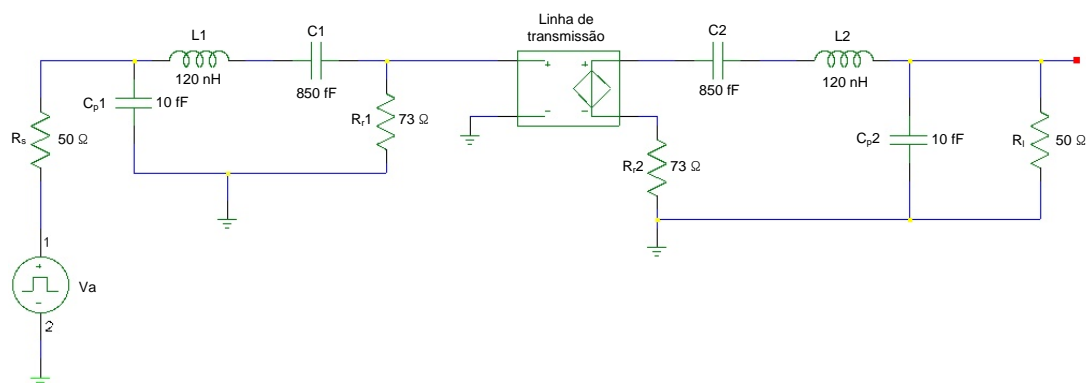 Linha de
transmissão
L1
C1
120 nH
850 fF
Cp1
10 fF
Rs
50 Ω
Rr1
73 Ω
+
+
-
-
C2
L2
850 fF
120 nH
Rr2
73 Ω
Cp2
10 fF
Rl
50 Ω
1
+
-
Va
2